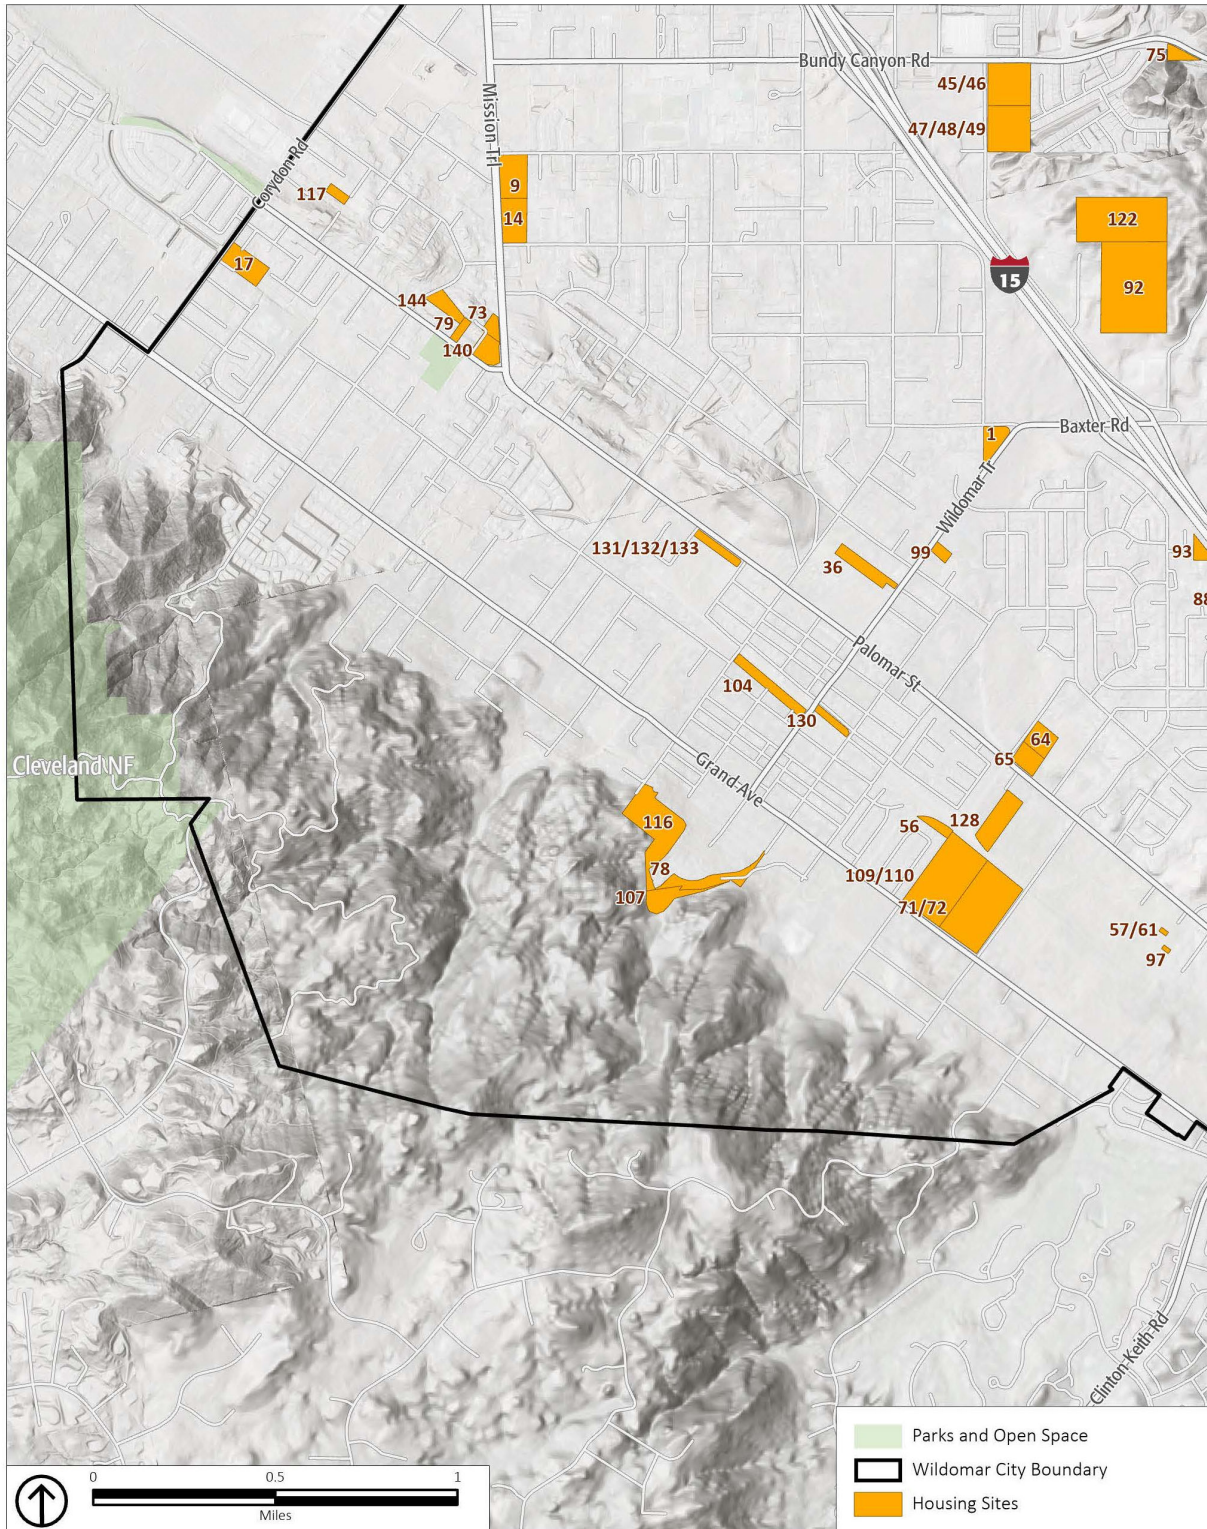 75
Bundy Canyon Rd
45/46
Mission Trl
47/48/49
Corydon Rd
117
9
14
122
17
15
92
144
73
79
140
1
Baxter Rd
Wildomar Tr
131/132/133
99
93
36
88
Palomar St
104
130
64
65
Cleveland NF
Grand Ave
116
128
56
78
109/110
107
71/72
57/61
97
Clinton Keith Rd
Parks and Open Space
Wildomar City Boundary
Housing Sites
0 0.5 1
Miles